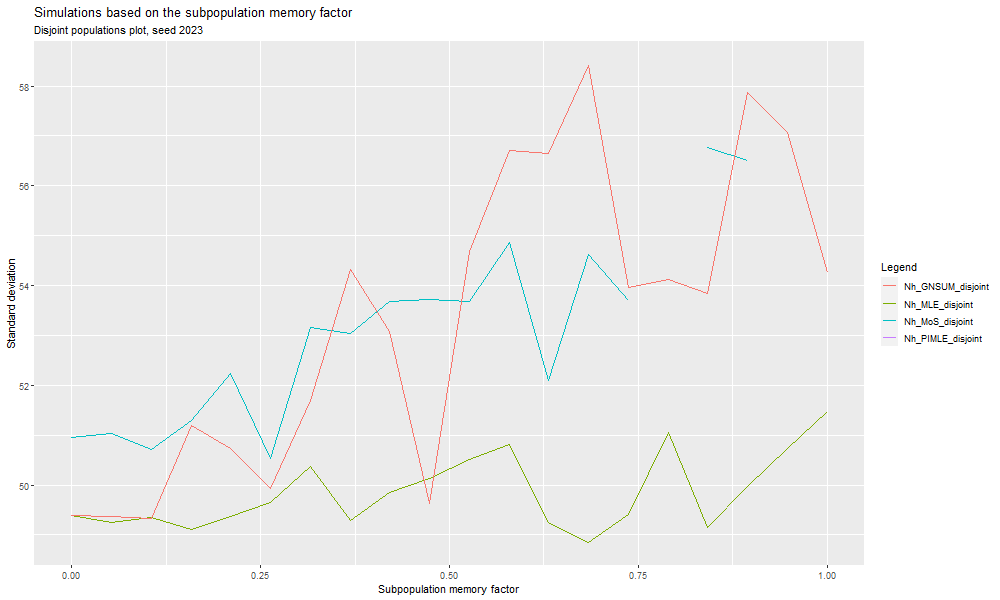 Simulations based on the subpopulation memory factor
Disjoint populations plot, seed 2023
Standard deviation
58
56
54
52
50
0.00
0.25
0.50
0.75
1.00
Subpopulation memory factor
Legend
Nh_GNSUM_disjoint
Nh_MLE_disjoint
Nh_MoS_disjoint
Nh_PIMLE_disjoint